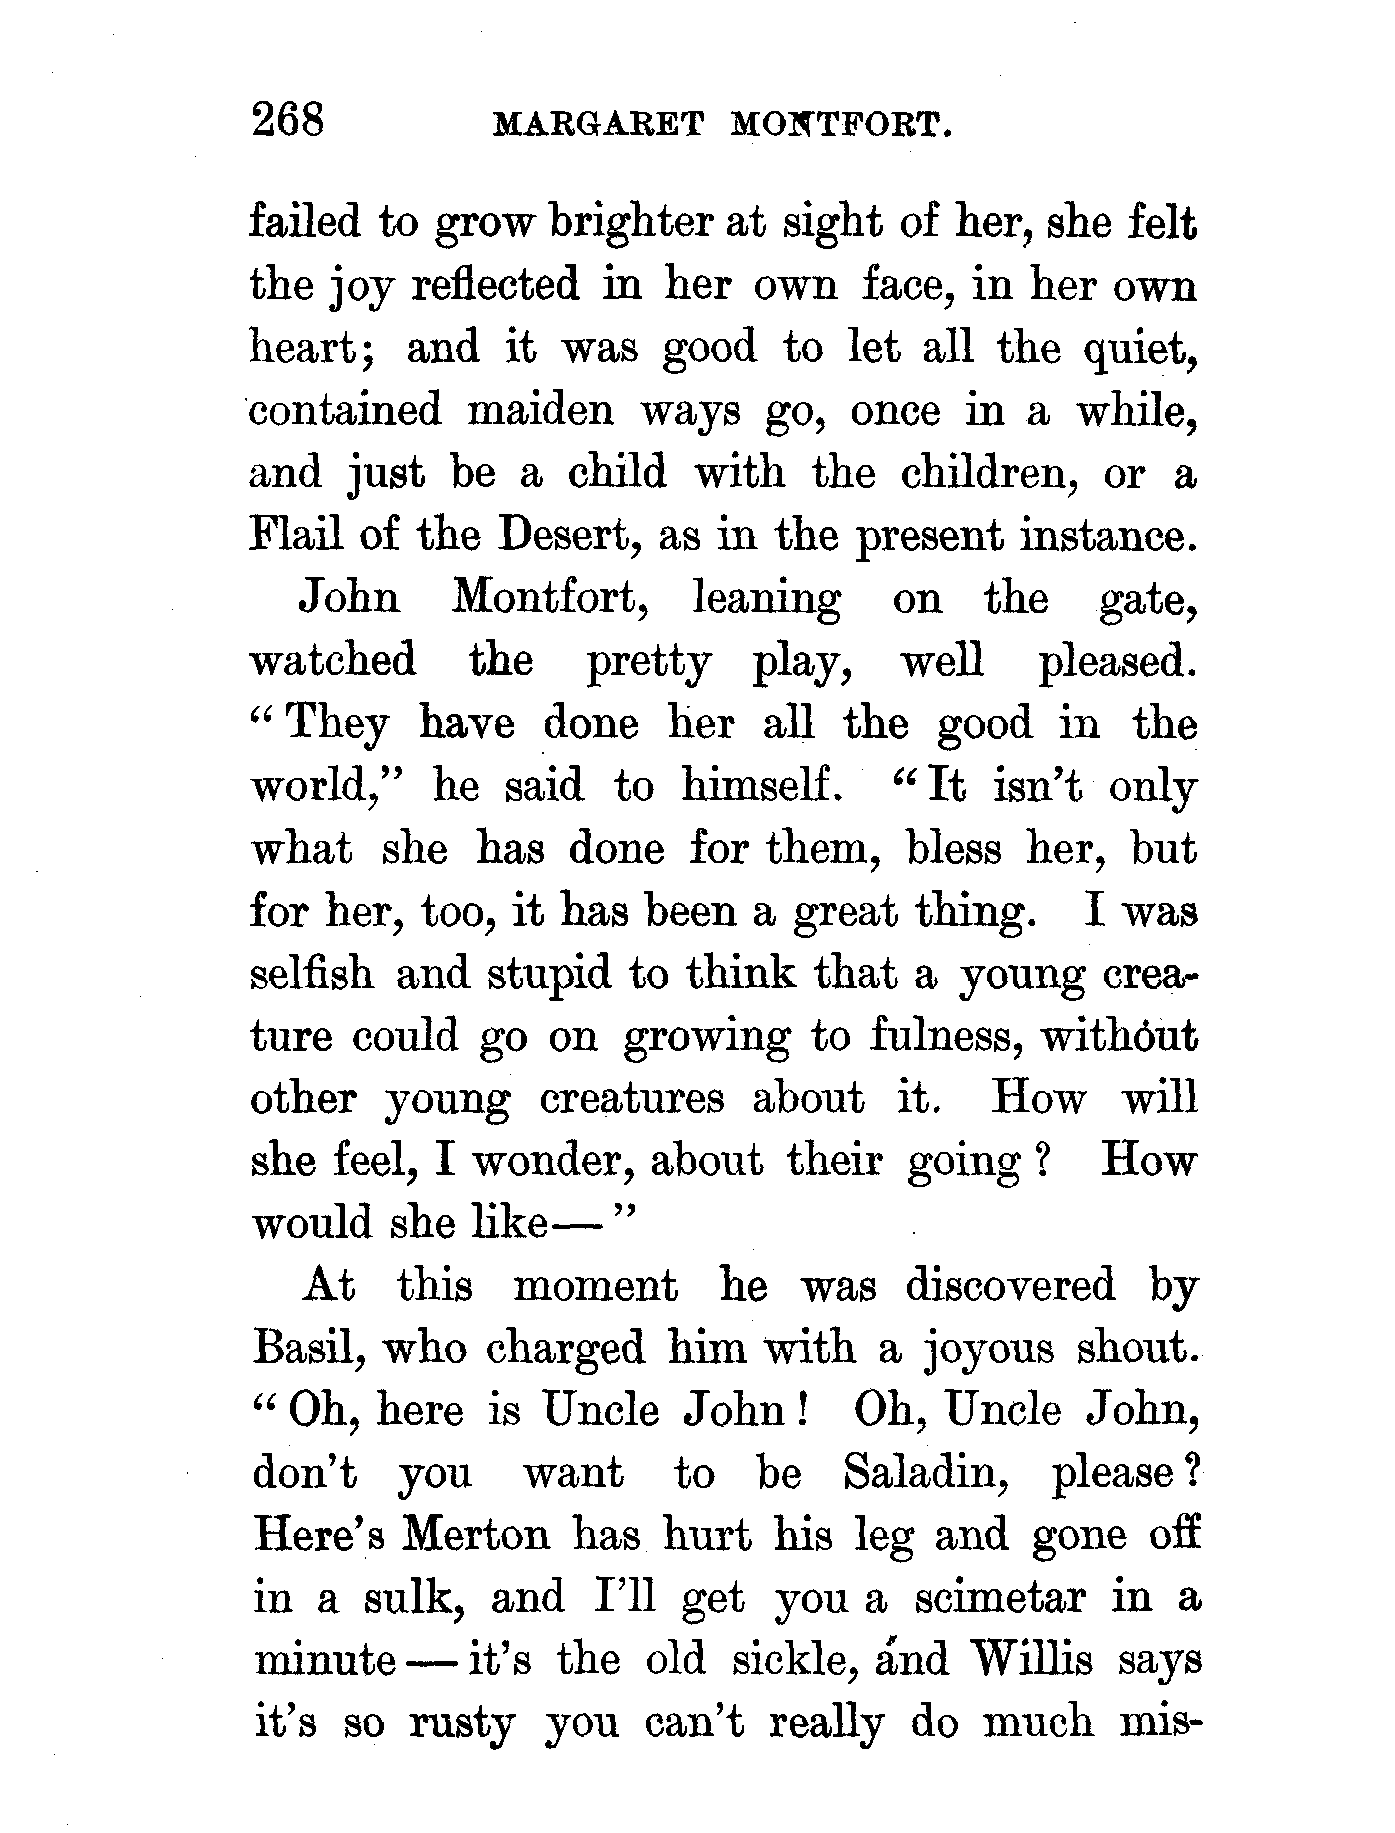 268 MARGARET MONTFORT.
failed to grow brighter at sight of her, she felt
the joy reflected in her own face, in her own
heart; and it was good to let all the quiet,
contained maiden ways go, once in a while,
and just be a child with the children, or a
Flail of the Desert, as in the present instance.
John Montfort, leaning on the gate,
watched the pretty play, well pleased.
“They have done her all the good in the
world,” he said to himself. “It isn’t only
what she has done for them, bless her, but
for her, too, it has been a great thing. I was
selfish and stupid to think that a young crea-
ture could go on growing to fulness, without
other young creatures about it. How will
she feel, I wonder, about their going? How
would she like—”
At this moment he was discovered by
Basil, who charged him with a joyous shout.
“Oh, here is Uncle John! Oh, Uncle John,
don’t you want to be Saladin, please?
Here’s Merton has hurt his leg and gone off
in a sulk, and I’ll get you a scimetar in a
minute—it’s the old sickle, and Willis says
it’s so rusty you can’t really do much mis-